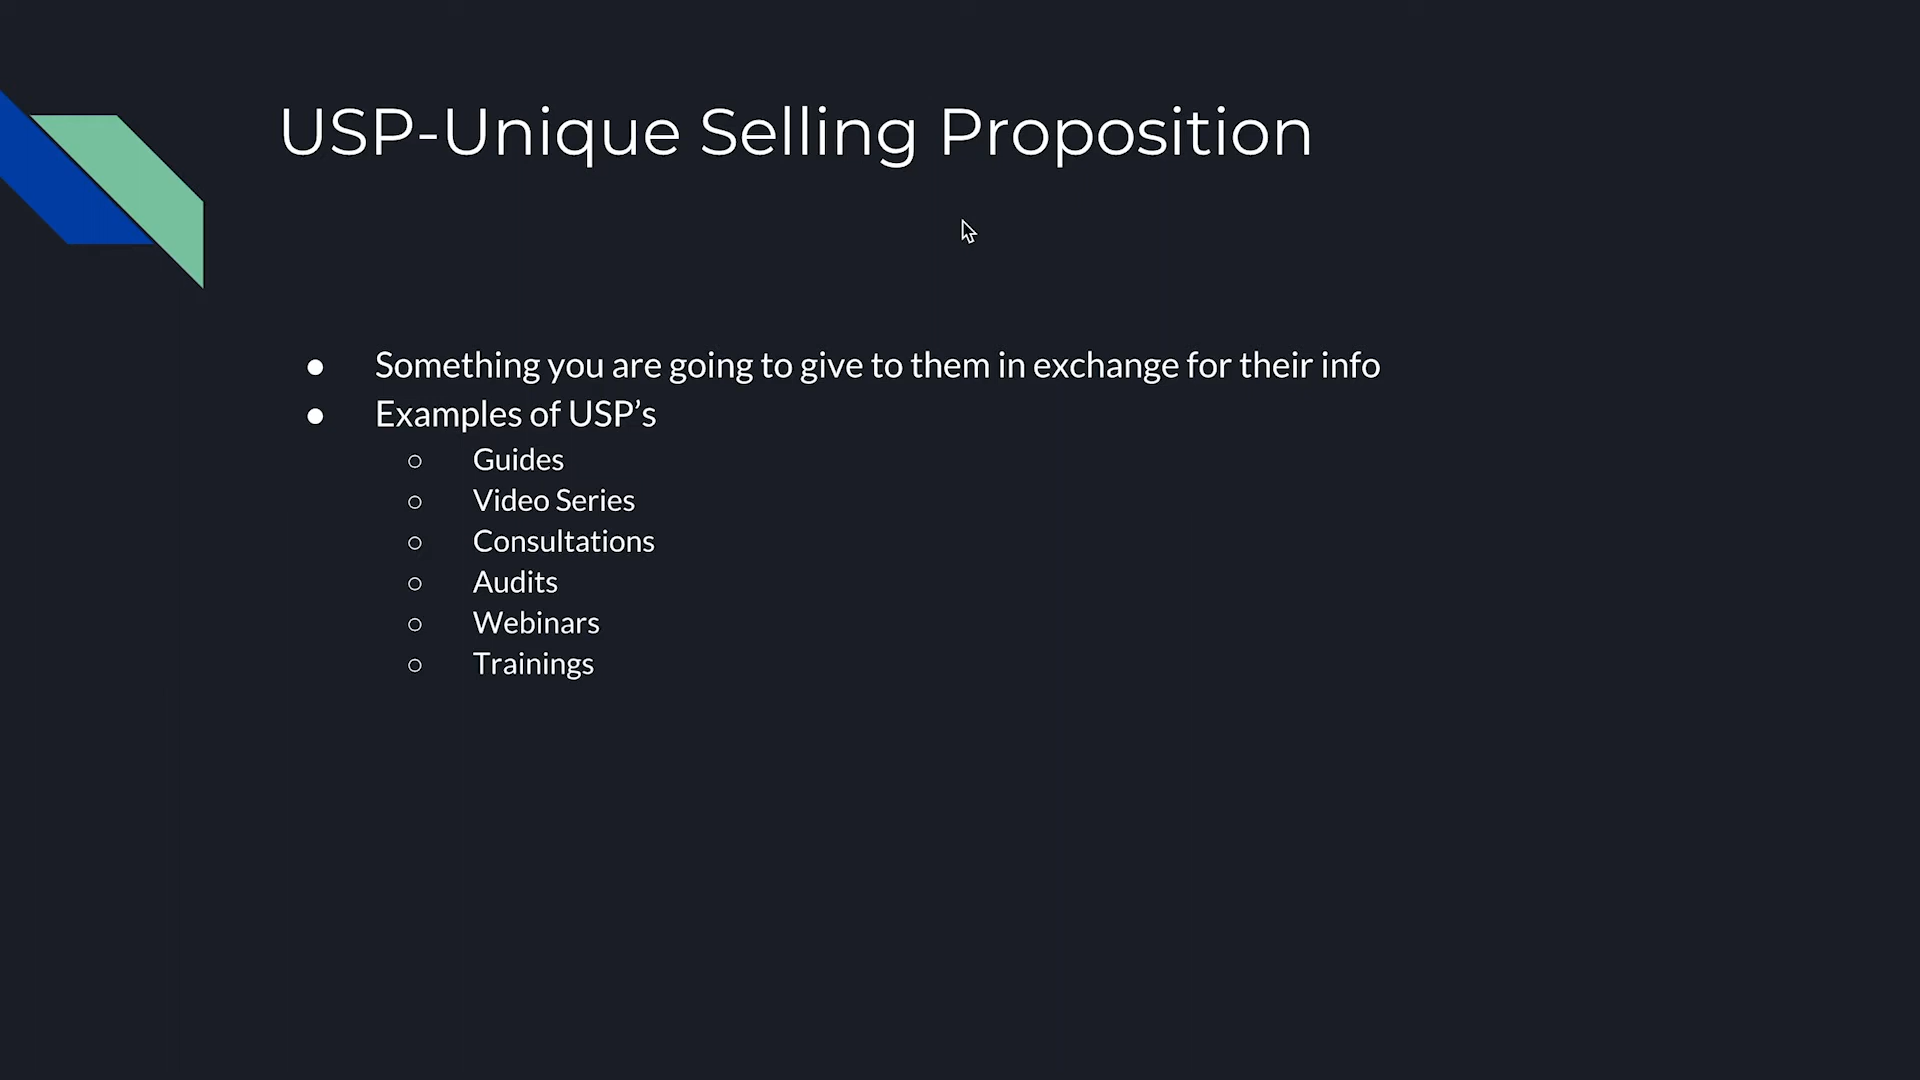 USP-Unique Selling Proposition
● Something you are going to give to them in exchange for their info
● Examples of USP’s
○ Guides
○ Video Series
○ Consultations
○ Audits
○ Webinars
○ Trainings